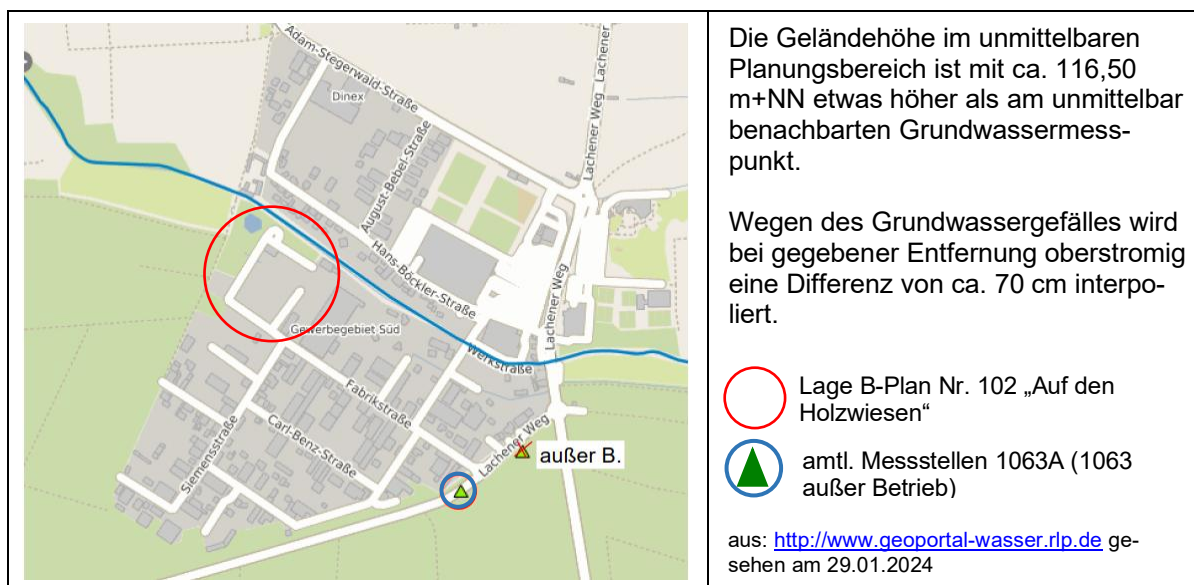 Adam-Stegerwald-Straße
Dinex
August-Bebel-Straße
Lachener Weg
Lachener
Hans-Böckler-Straße
Lachener Weg
Gewerbegebiet Süd
Werkstraße
Fabrikstraße
Carl-Benz-Straße
Siemensstraße
Lachener Weg
außer B.
Die Geländehöhe im unmittelbaren
Planungsbereich ist mit ca. 116,50
m+NN etwas höher als am unmittelbar
benachbarten Grundwassermess-
punkt.
Wegen des Grundwassergefälles wird
bei gegebener Entfernung oberstromig
eine Differenz von ca. 70 cm interpo-
liert.
Lage B-Plan Nr. 102 „Auf den
Holzwiesen“
amtl. Messstellen 1063A (1063
außer Betrieb)
aus: http://www.geoportal-wasser.rlp.de ge-
sehen am 29.01.2024